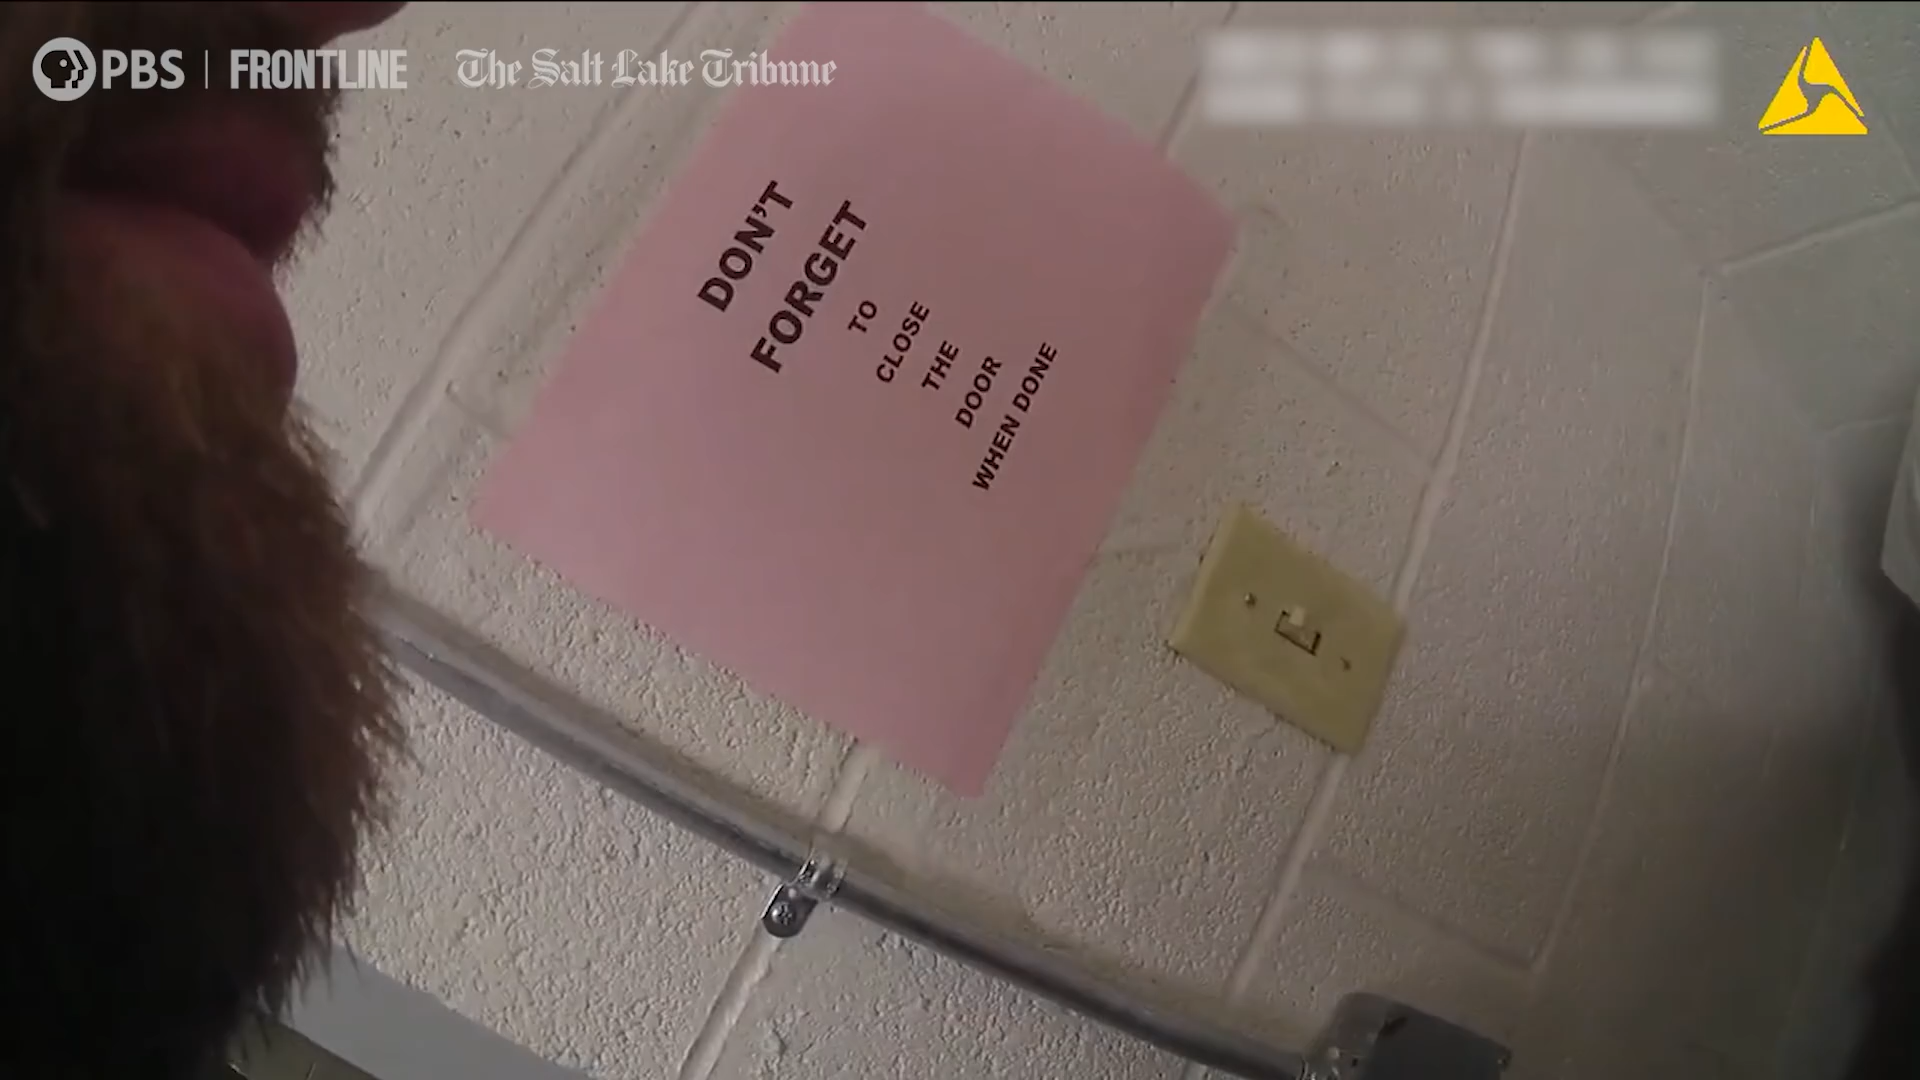 PBS | FRONTLINE The Salt Lake Tribune
DON'T
FORGET
TO
CLOSE
THE
DOOR
WHEN DONE